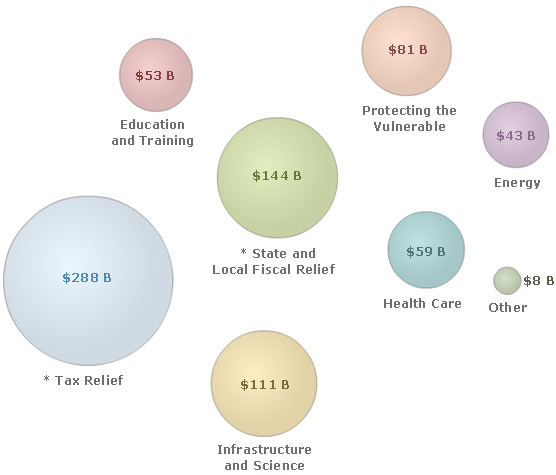 $53 B
Education
and Training
$81 B
Protecting the
Vulnerable
$43 B
Energy
$144 B
* State and
Local Fiscal Relief
$288 B
* Tax Relief
$59 B
Health Care
$8 B
Other
$111 B
Infrastructure
and Science